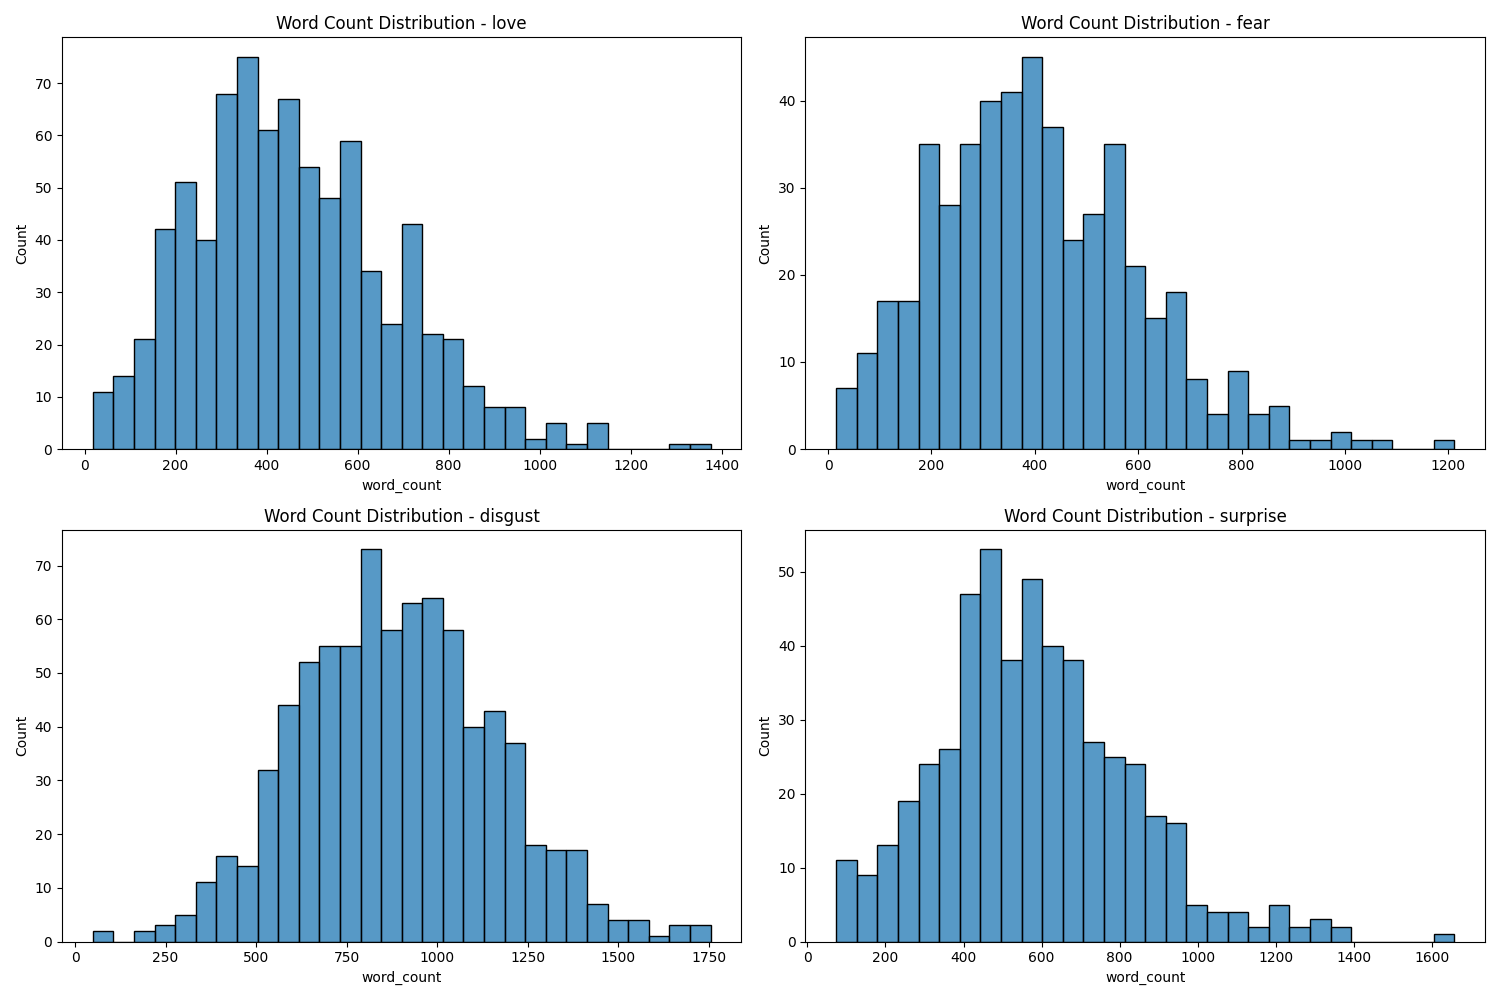 Word Count Distribution - love
70
60
50
40
30
20
10
0
Count
0 200 400 600 800 1000 1200 1400
word_count
Word Count Distribution - fear
40
30
20
10
0
Count
0 200 400 600 800 1000 1200
word_count
Word Count Distribution - disgust
70
60
50
40
30
20
10
0
Count
0 250 500 750 1000 1250 1500 1750
word_count
Word Count Distribution - surprise
50
40
30
20
10
0
Count
0 200 400 600 800 1000 1200 1400 1600
word_count